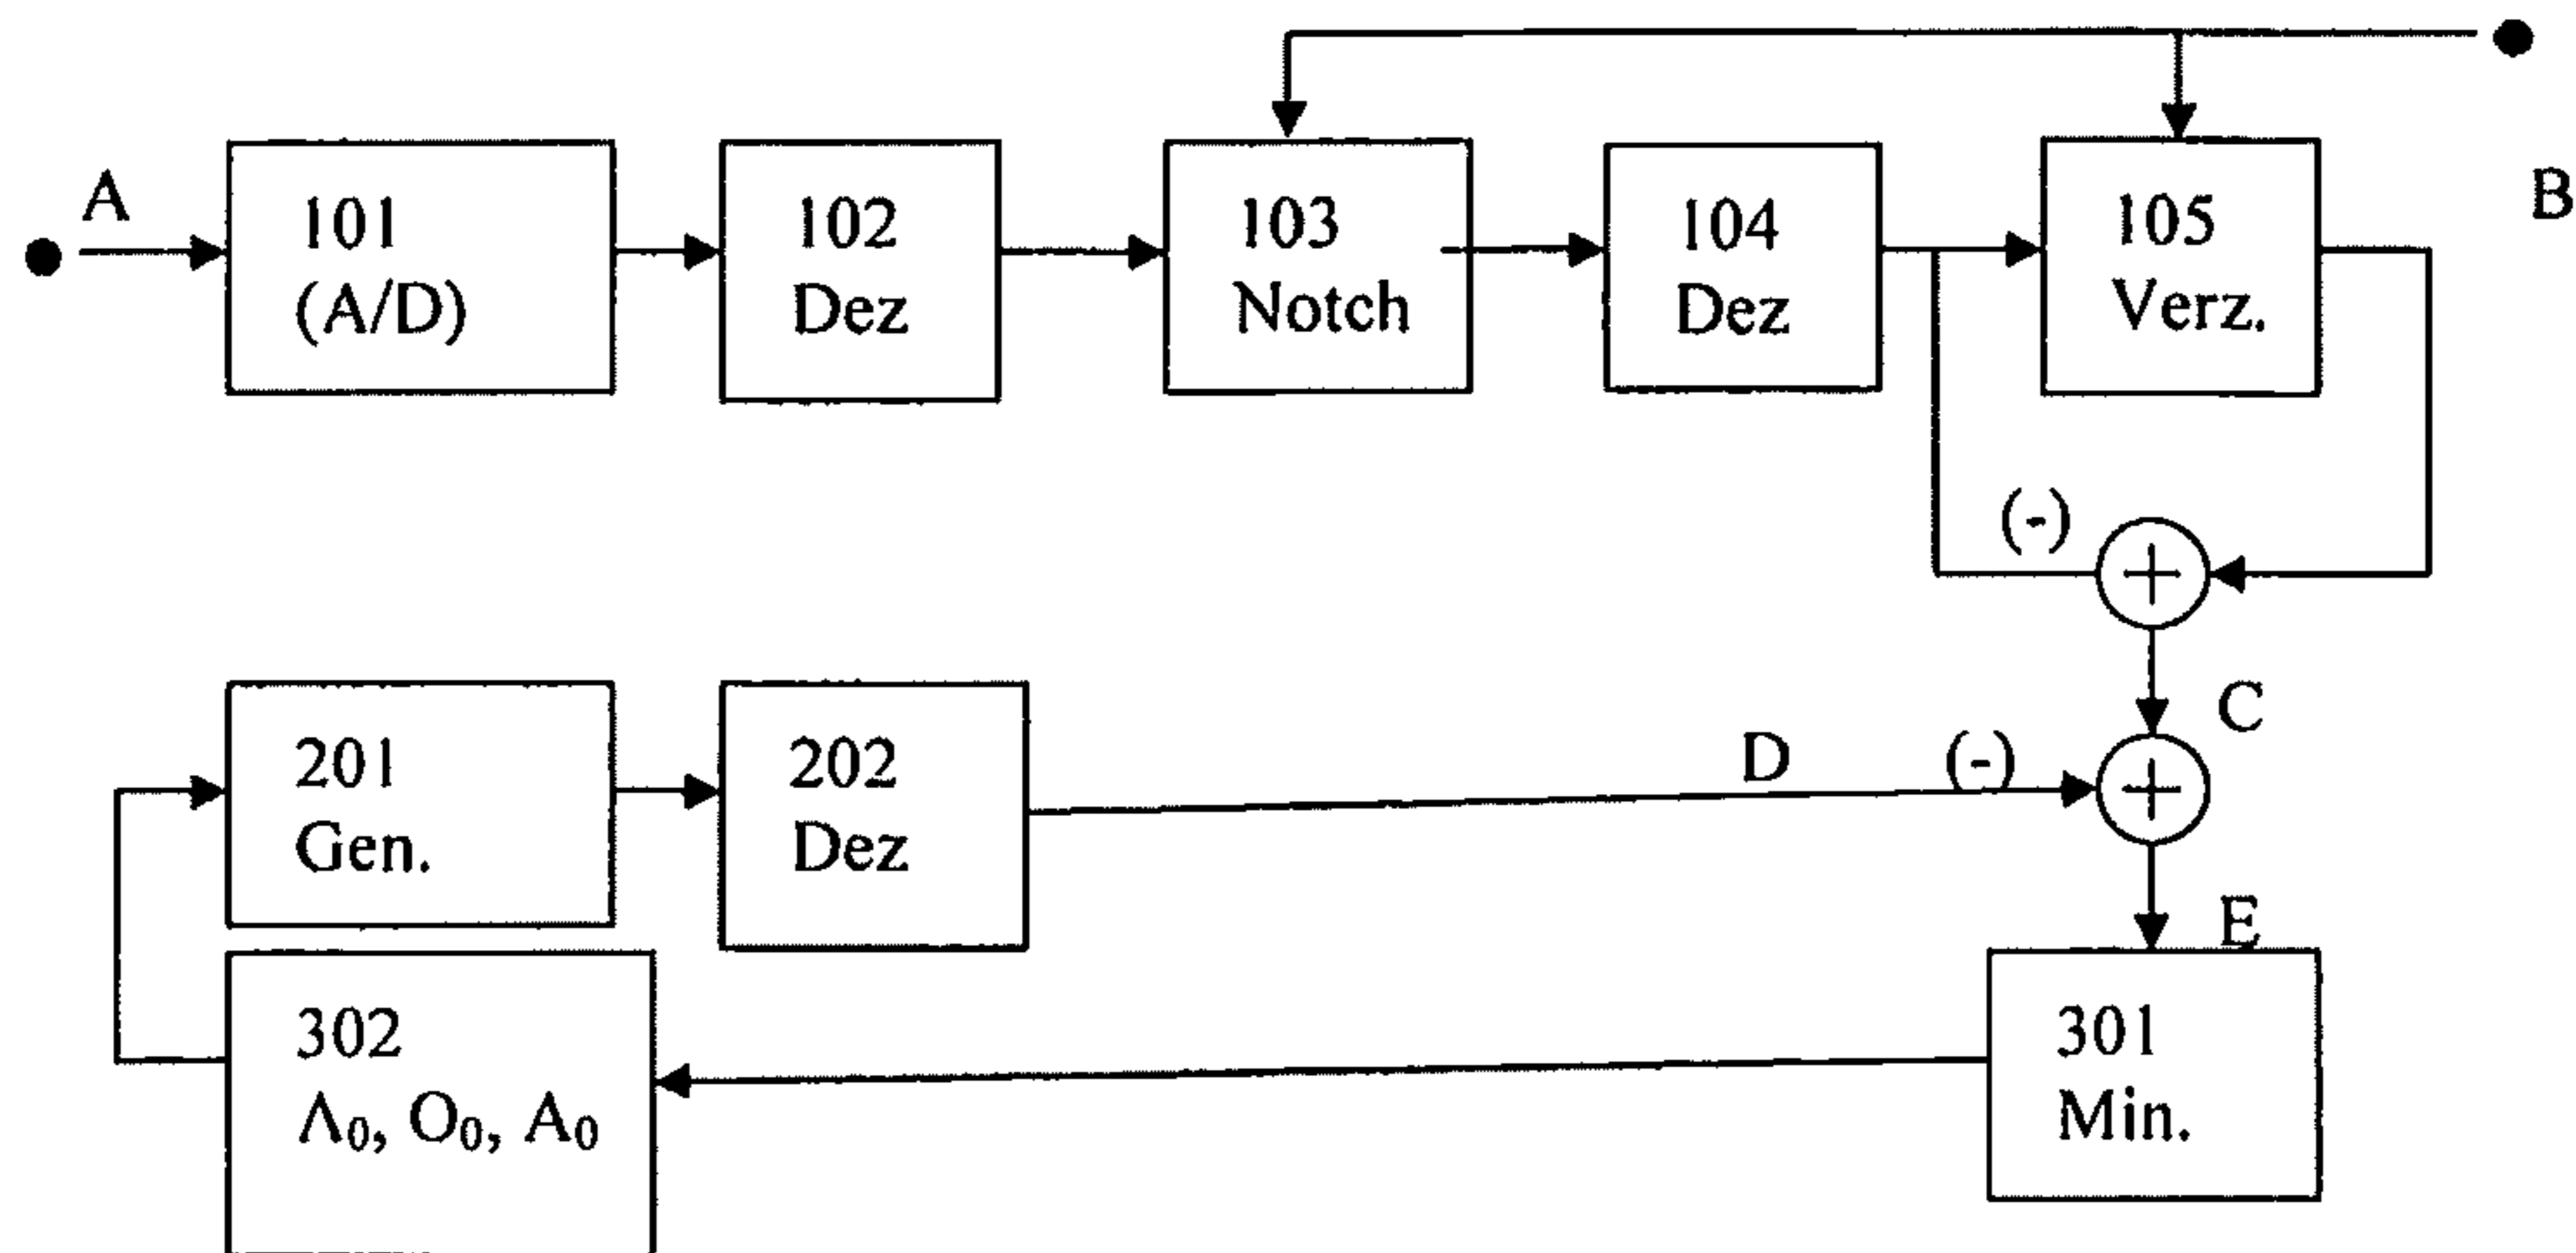 A
B
101
(A/D)
102
Dez
103
Notch
104
Dez
105
Verz.
(-)
+
C
201
Gen.
202
Dez
D
(-)
+
E
302
Λ₀, O₀, A₀
301
Min.